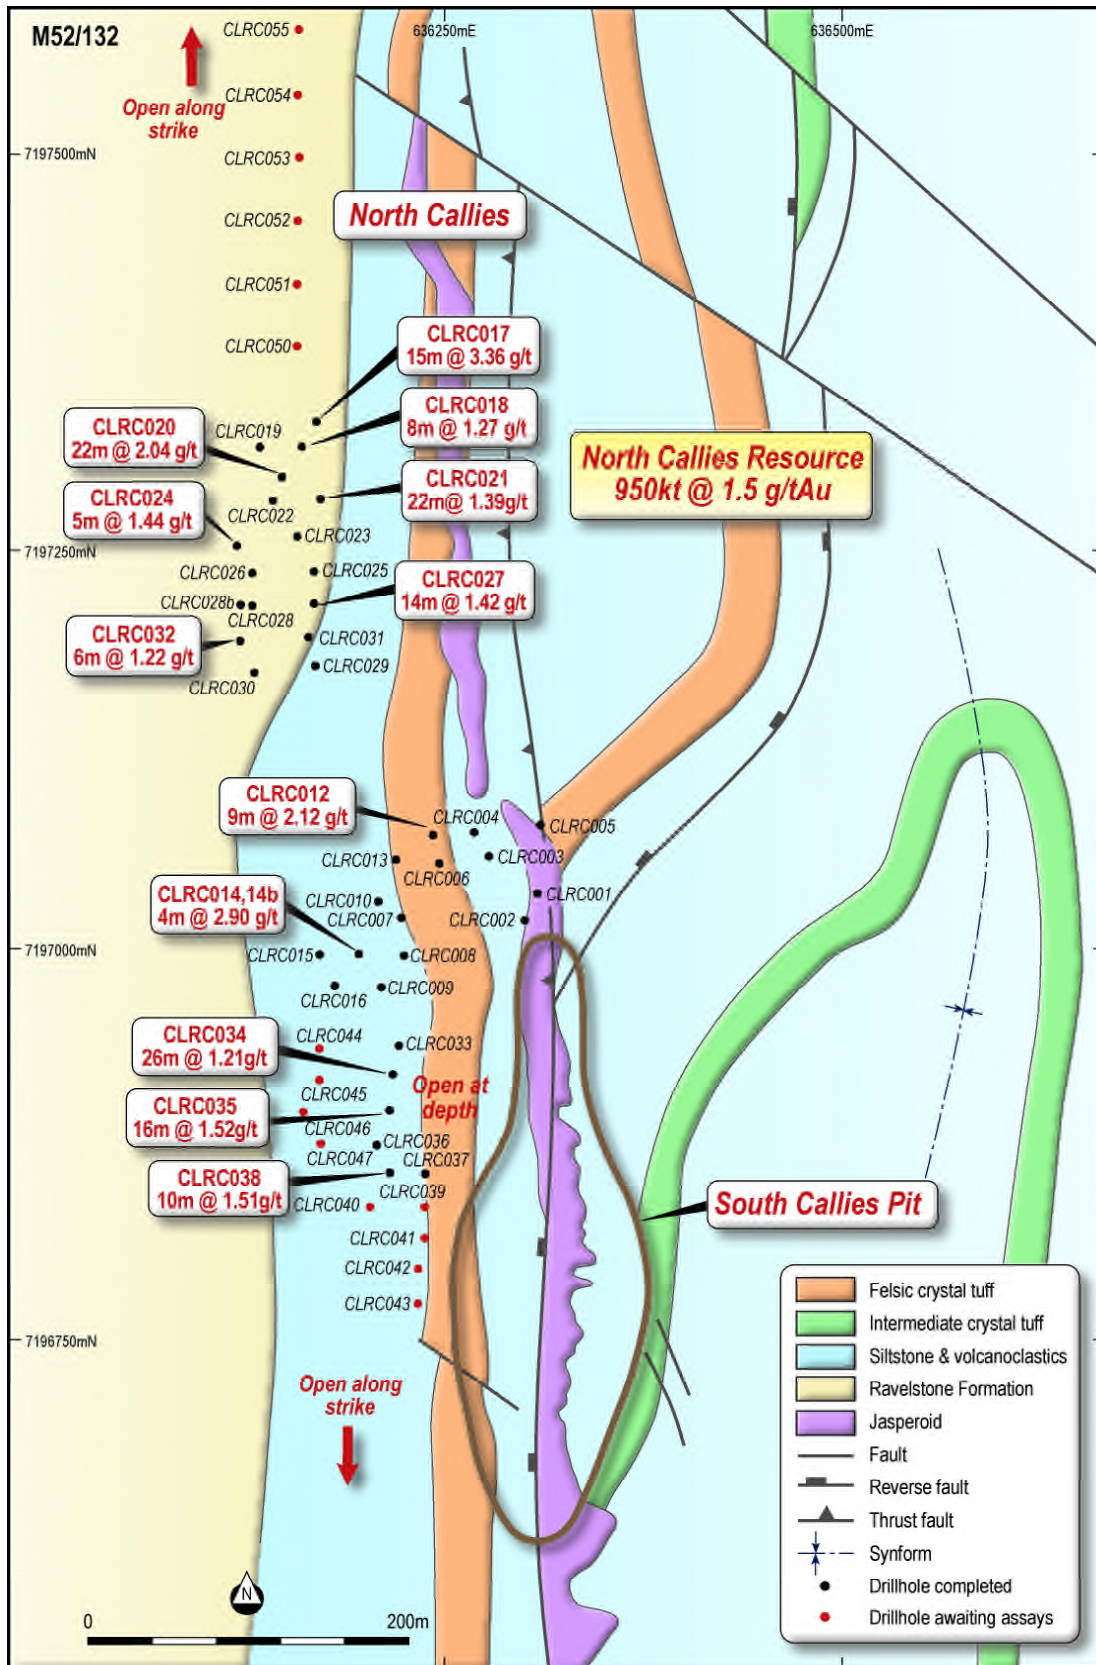 M52/132
636250mE
636500mE
CLRC055
Open along
strike
CLRC054
7197500mN
CLRC053
CLRC052
North Callies
CLRC051
CLRC050
CLRC017
15m @ 3.36 g/t
CLRC018
8m @ 1.27 g/t
CLRC020
22m @ 2.04 g/t
CLRC019
North Callies Resource
950kt @ 1.5 g/tAu
CLRC021
22m@ 1.39g/t
CLRC024
5m @ 1.44 g/t
CLRC022
CLRC023
7197250mN
CLRC026
CLRC025
CLRC027
14m @ 1.42 g/t
CLRC028b
CLRC028
CLRC032
6m @ 1.22 g/t
CLRC031
CLRC029
CLRC030
CLRC012
9m @ 2.12 g/t
CLRC004
CLRC005
CLRC013
CLRC003
CLRC006
CLRC014,14b
4m @ 2.90 g/t
CLRC010
CLRC001
CLRC007
CLRC002
7197000mN
CLRC015
CLRC008
CLRC016
CLRC009
CLRC034
26m @ 1.21g/t
CLRC044
CLRC033
Open at
depth
CLRC045
CLRC035
16m @ 1.52g/t
CLRC046
CLRC036
CLRC047
CLRC037
CLRC038
10m @ 1.51g/t
CLRC039
CLRC040
South Callies Pit
CLRC041
CLRC042
CLRC043
7196750mN
Open along
strike
Felsic crystal tuff
Intermediate crystal tuff
Siltstone & volcanoclastics
Ravelstone Formation
Jasperoid
Fault
Reverse fault
Thrust fault
Synform
Drillhole completed
Drillhole awaiting assays
N
0
200m